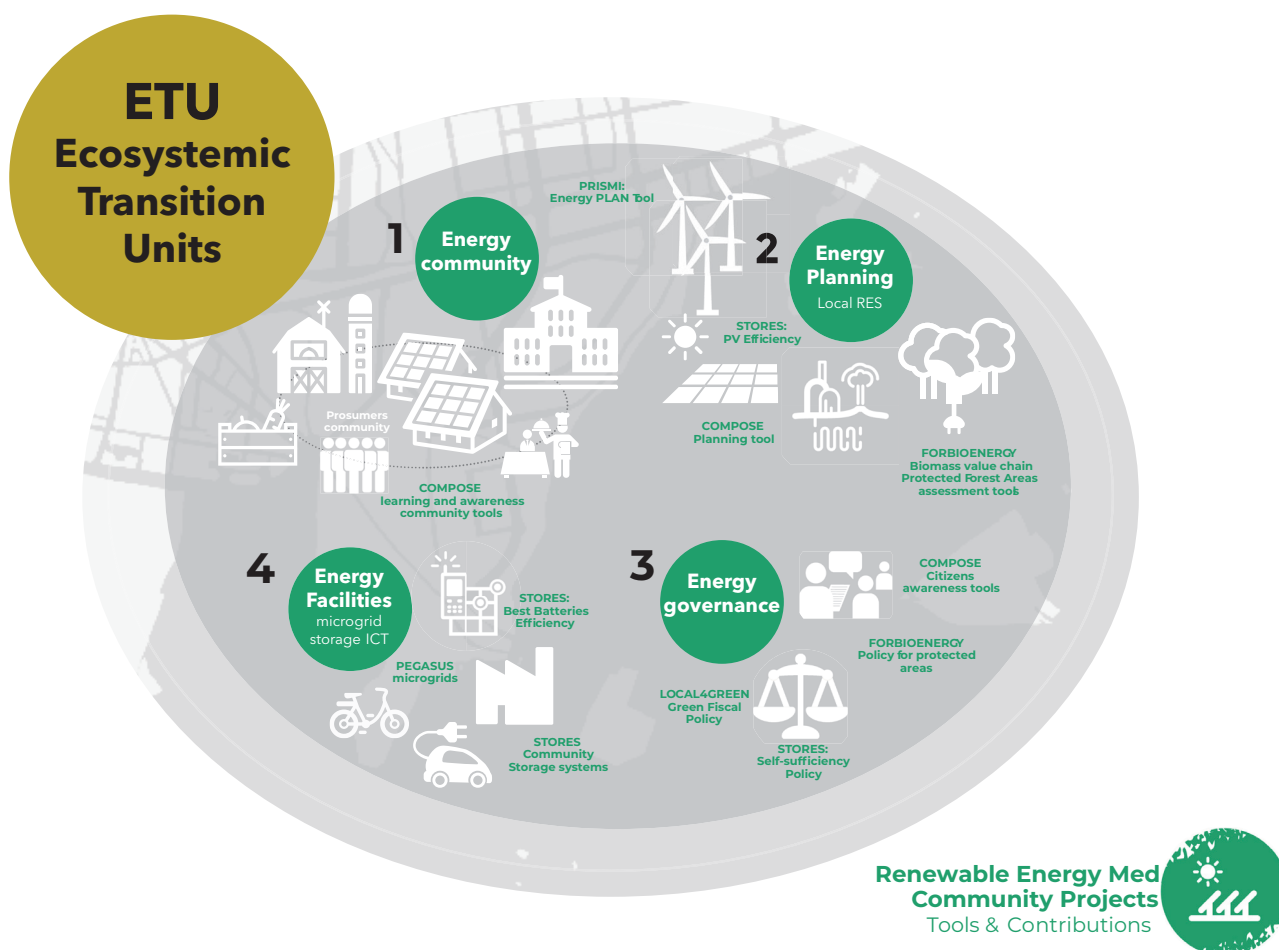 ETU
Ecosystemic
Transition
Units
1
Energy
community
PRISMI:
Energy PLAN Tool
2
Energy
Planning
Local RES
STORES:
PV Efficiency
Prosumers
community
COMPOSE
learning and awareness
community tools
COMPOSE
Planning tool
FORBIOENERGY
Biomass value chain
Protected Forest Areas
assessment tools
4
Energy
Facilities
microgrid
storage ICT
STORES:
Best Batteries
Efficiency
PEGASUS
microgrids
STORES
Community
Storage systems
3
Energy
governance
COMPOSE
Citizens
awareness tools
FORBIOENERGY
Policy for protected
areas
LOCAL4GREEN
Green Fiscal
Policy
STORES:
Self-sufficiency
Policy
Renewable Energy Med
Community Projects
Tools & Contributions